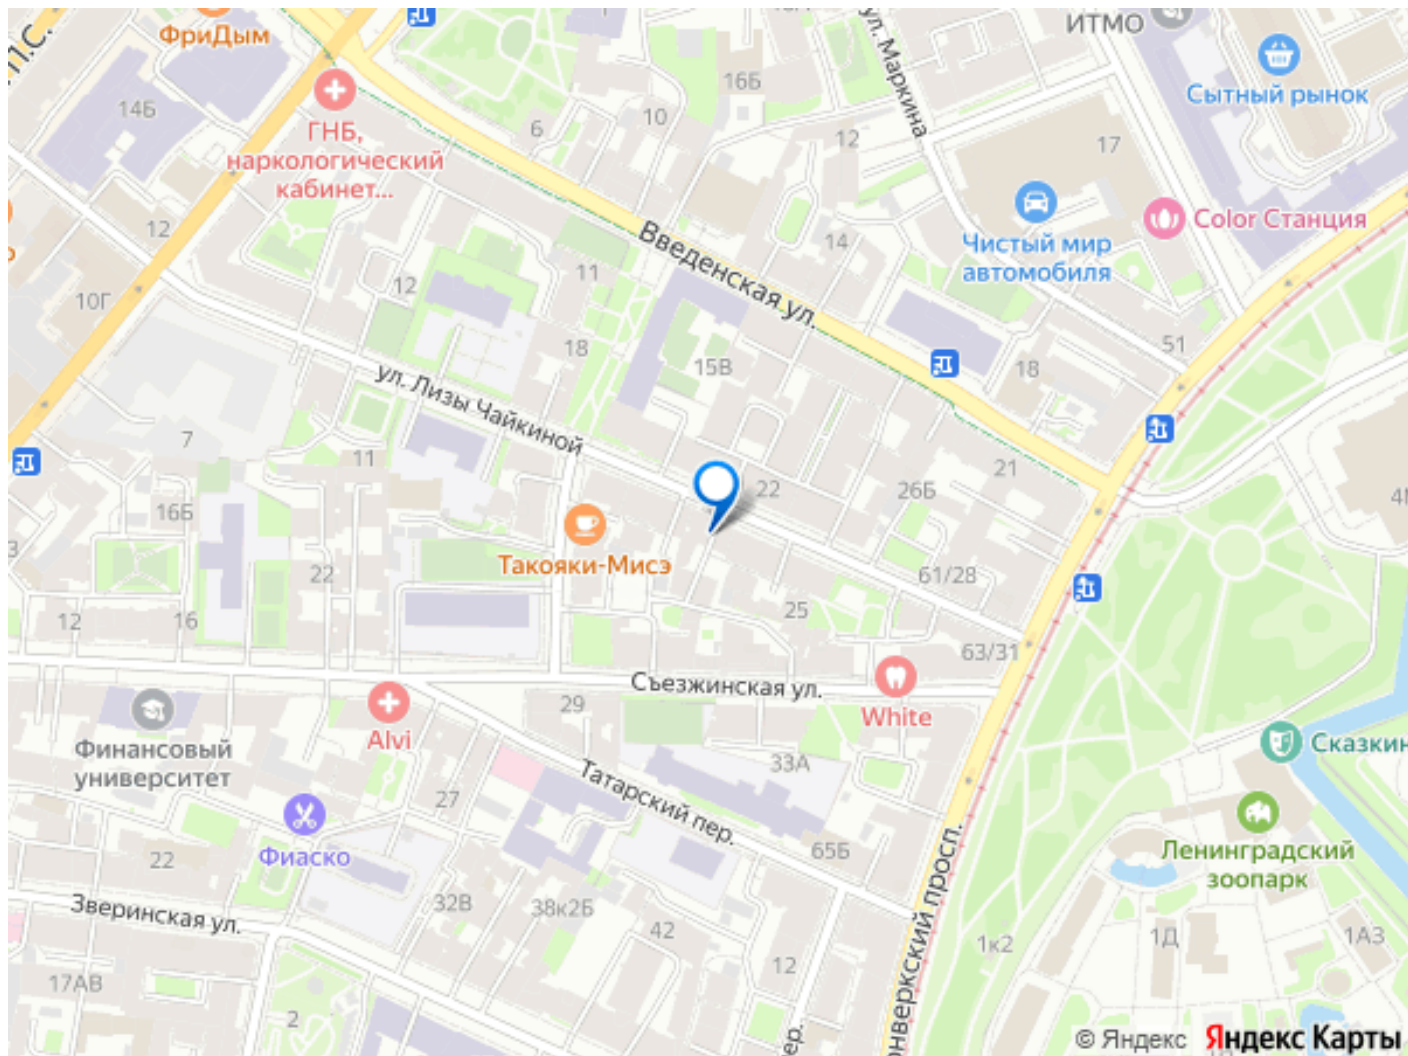 ФриДым
14Б
ГНБ,
наркологический
кабинет...
12
10Г
7
16Б
6
10
16Б
ул. Маркина
ИТМО
Сытный рынок
12
17
Color Станция
Чистый мир
автомобиля
14
Введенская ул.
11
12
18
15В
18
51
ул. Лизы Чайкиной
11
22
26Б
21
Такояки-Мисэ
22
12
16
25
61/28
63/31
Съезжинская ул.
White
29
Alvi
Финансовый
университет
33А
Татарский пер.
27
Фиаско
22
65Б
Сказкин
Ленинградский
зоопарк
Зверинская ул.
32В
38к2Б
42
12
1к2
1Д
1А3
17АВ
2
онверкский просп.
пер.
© Яндекс Яндекс Карты